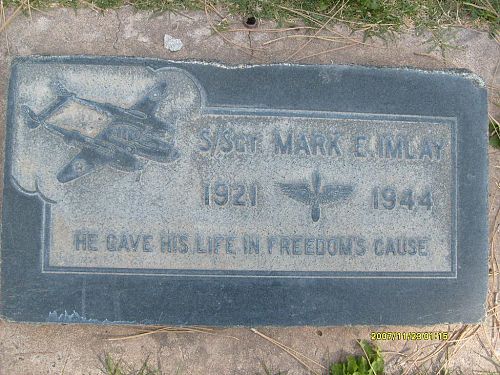 S/SGT. MARK E. IMLAY
1921 1944
HE GAVE HIS LIFE IN FREEDOM'S CAUSE
2007/11/23 01:15